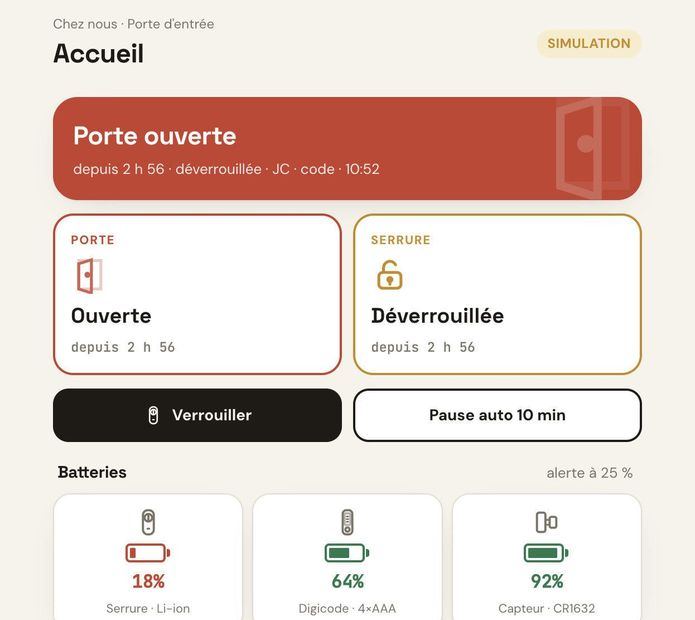 Chez nous · Porte d'entrée
Accueil
SIMULATION
Porte ouverte
depuis 2 h 56 · déverrouillée · JC · code · 10:52
PORTE
Ouverte
depuis 2 h 56
SERRURE
Déverrouillée
depuis 2 h 56
Verrouiller
Pause auto 10 min
Batteries
alerte à 25 %
18%
Serrure · Li-ion
64%
Digicode · 4×AAA
92%
Capteur · CR1632